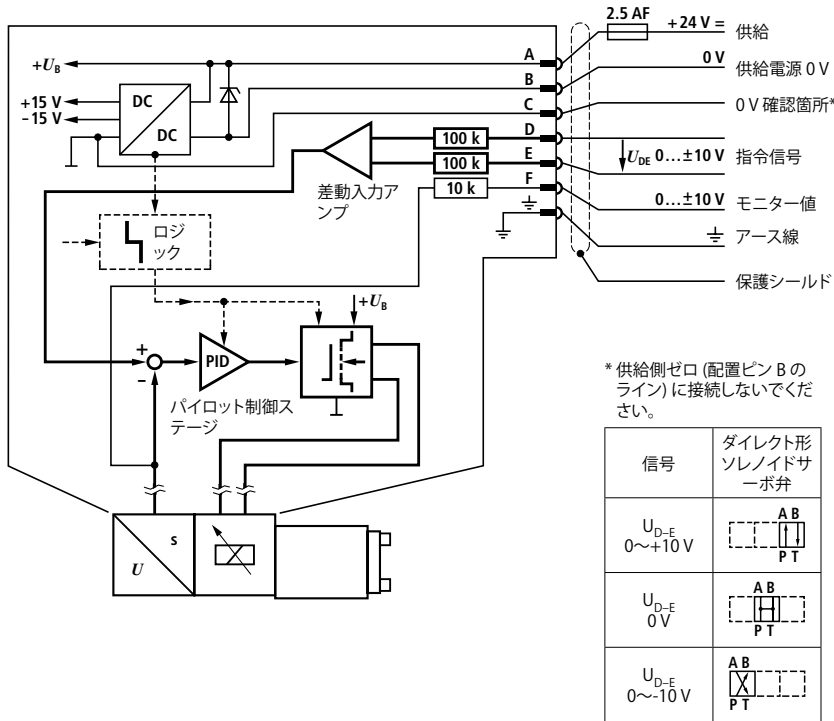 2.5 AF
+24 V =
供給
A
+U_B
0 V
供給電源 0 V
B
+15 V
-15 V
DC
DC
C
0 V 確認箇所*
D
100 k
E
100 k
U_DE 0...±10 V
指令信号
F
10 k
0...±10 V
モニター値
差動入力ア
ンプ
アース線
ロジ
ック
保護シールド
+U_B
+
−
PID
パイロット制御ス
テージ
s
U
* 供給側ゼロ (配置ピン B の
ライン) に接続しないでくだ
さい。
信号
ダイレクト形
ソレノイドサ
ーボ弁
U_D–E
0〜+10 V
A B
P T
U_D–E
0 V
A B
P T
U_D–E
0〜-10 V
A B
P T